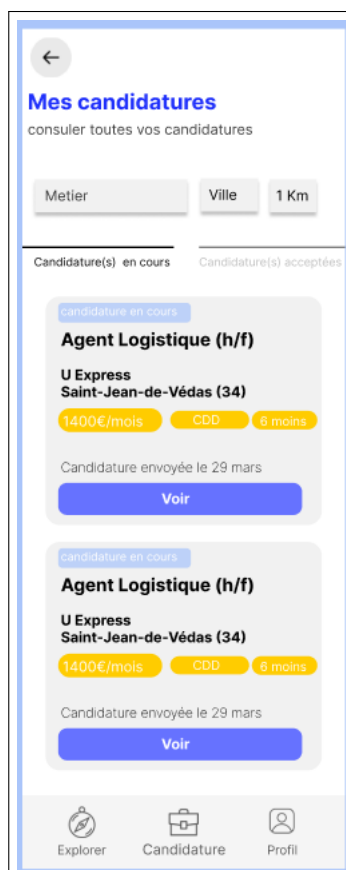 Mes candidatures
consuler toutes vos candidatures
Metier Ville 1 Km
Candidature(s) en cours Candidature(s) acceptées
candidature en cours
Agent Logistique (h/f)
U Express
Saint-Jean-de-Védas (34)
1400€/mois CDD 6 moins
Candidature envoyée le 29 mars
Voir
candidature en cours
Agent Logistique (h/f)
U Express
Saint-Jean-de-Védas (34)
1400€/mois CDD 6 moins
Candidature envoyée le 29 mars
Voir
Explorer Candidature Profil